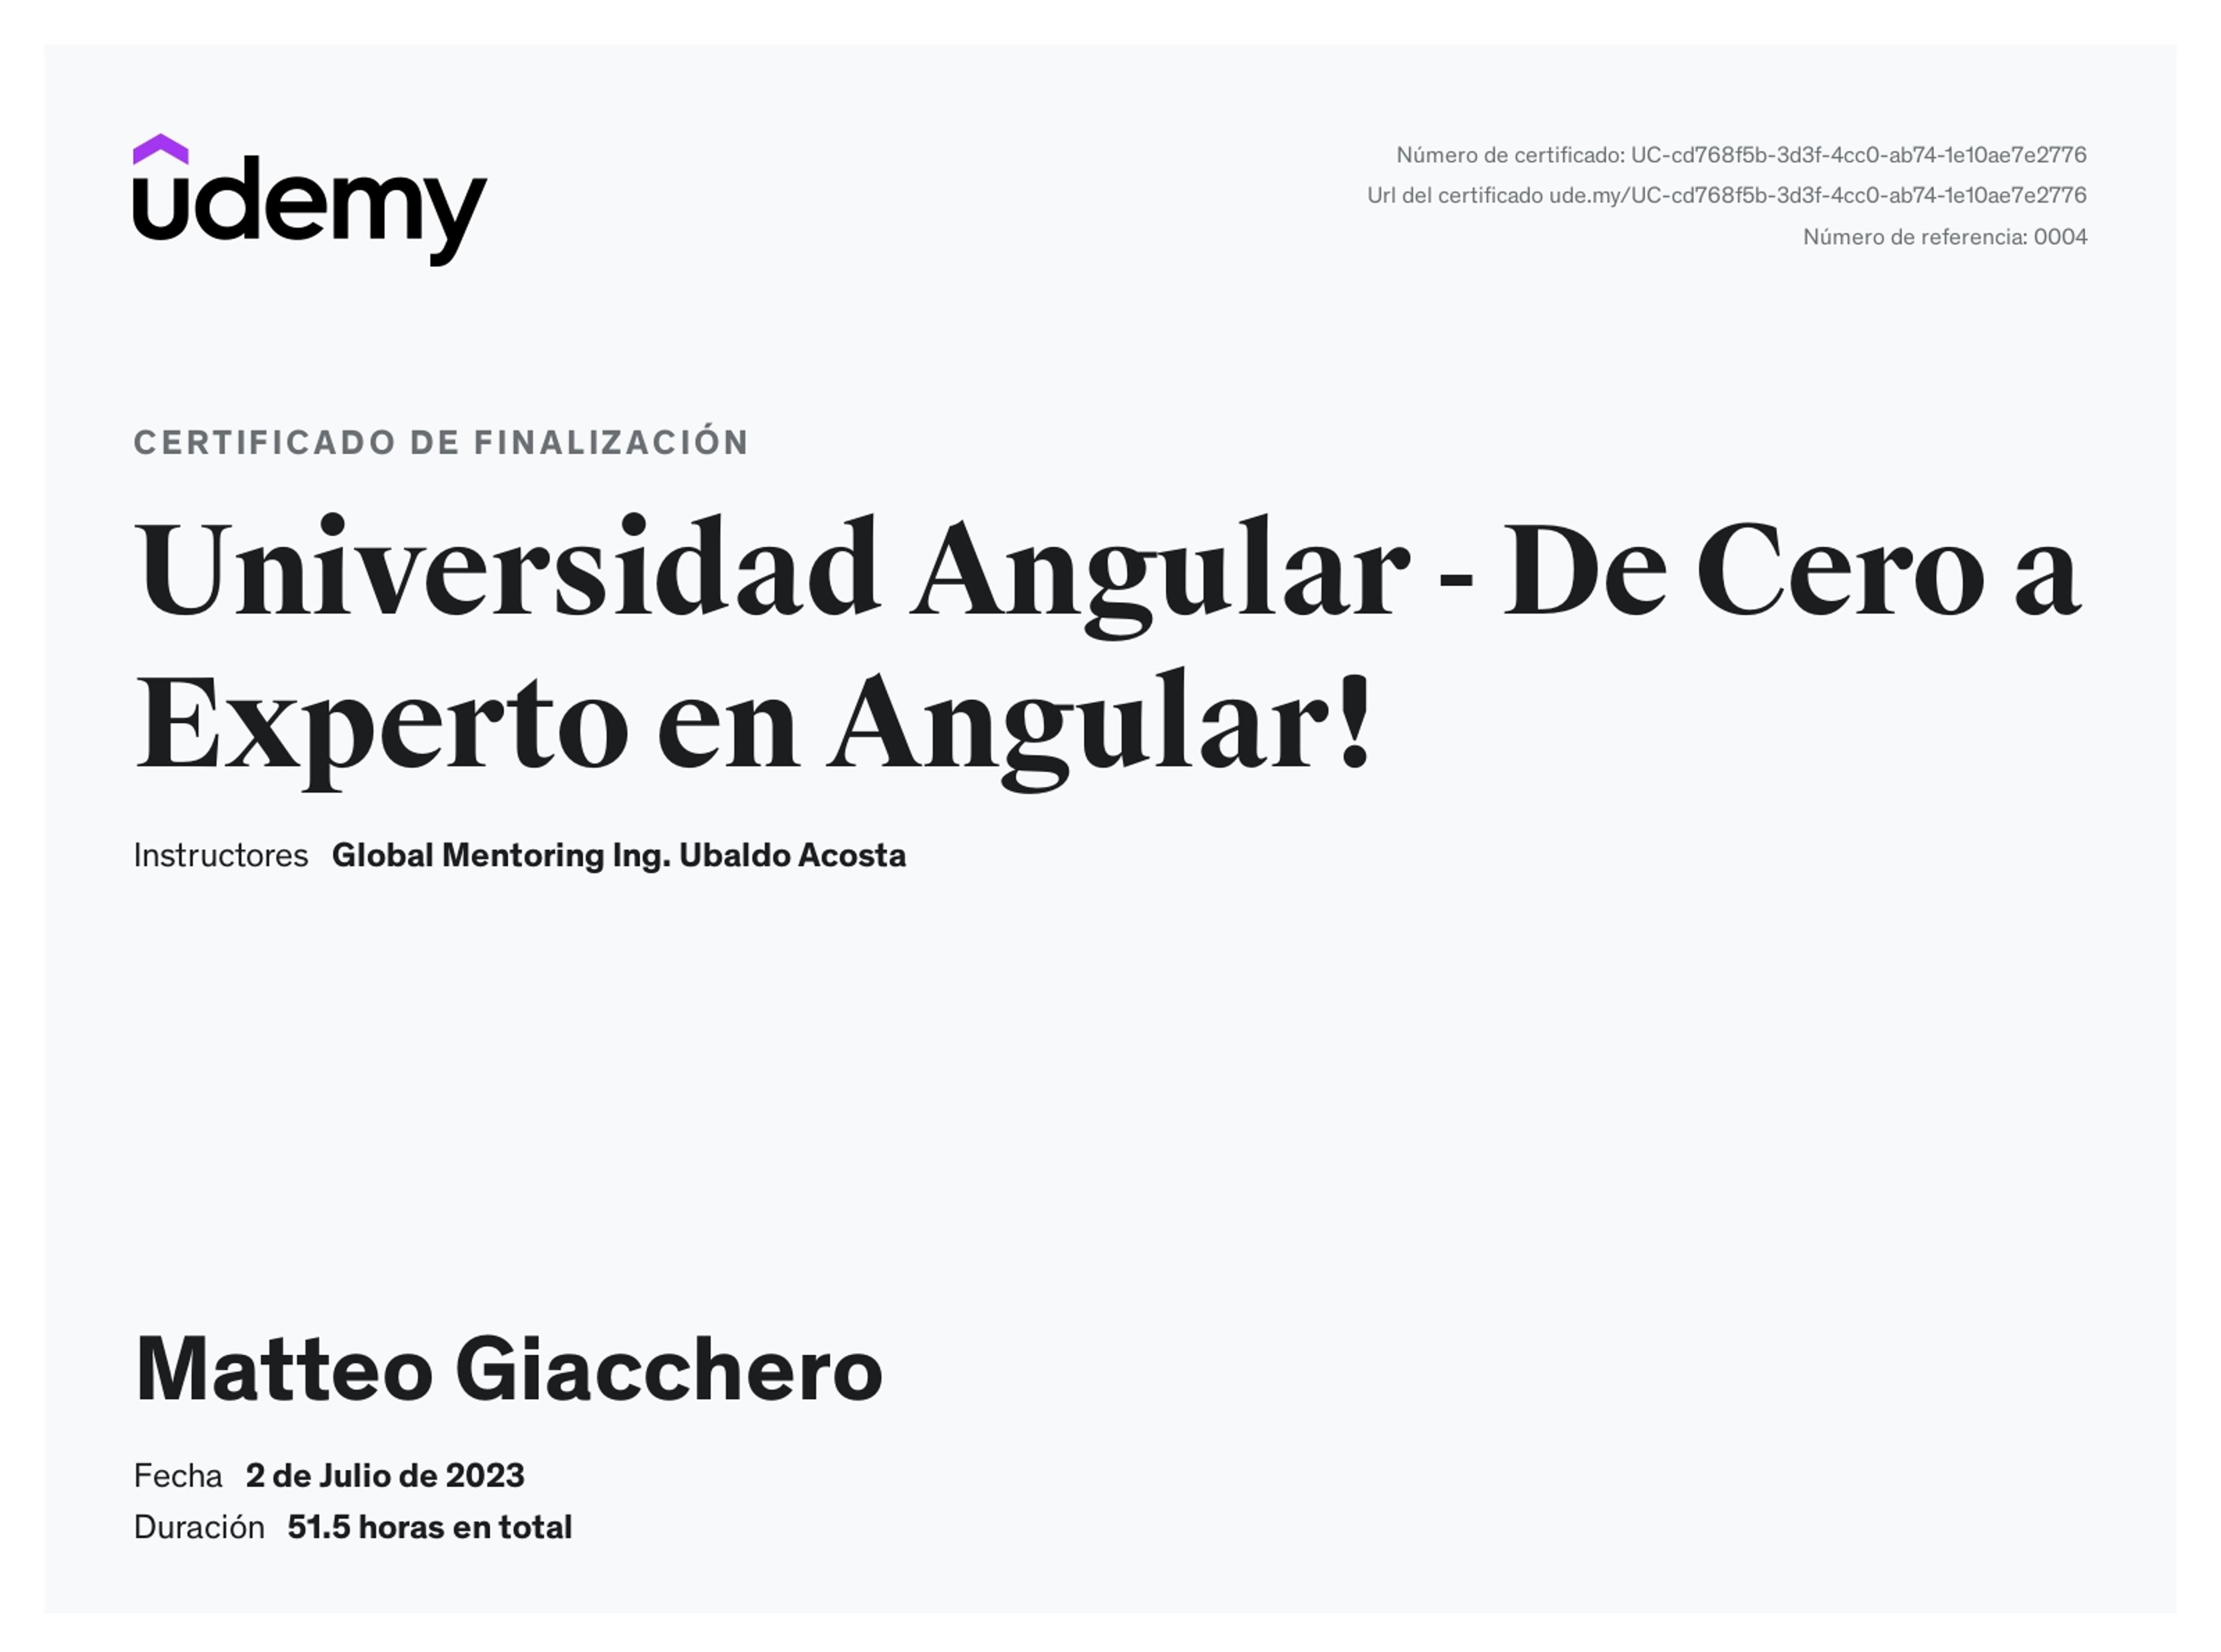 udemy
Número de certificado: UC-cd768f5b-3d3f-4cc0-ab74-1e10ae7e2776
Url del certificado ude.my/UC-cd768f5b-3d3f-4cc0-ab74-1e10ae7e2776
Número de referencia: 0004
CERTIFICADO DE FINALIZACIÓN
Universidad Angular - De Cero a
Experto en Angular!
Instructores Global Mentoring Ing. Ubaldo Acosta
Matteo Giacchero
Fecha 2 de Julio de 2023
Duración 51.5 horas en total